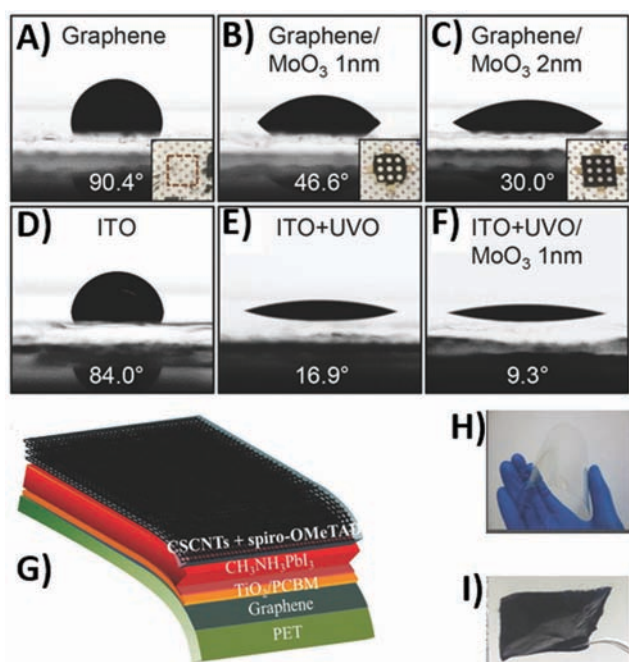 A) Graphene
B) Graphene/
MoO₃ 1nm
C) Graphene/
MoO₃ 2nm
90.4°
46.6°
30.0°
D) ITO
E) ITO+UVO
F) ITO+UVO/
MoO₃ 1nm
84.0°
16.9°
9.3°
G)
CSCNTs + spiro-OMeTAD
CH₃NH₃PbI₃
TiO₂/PCBM
Graphene
PET
H)
I)